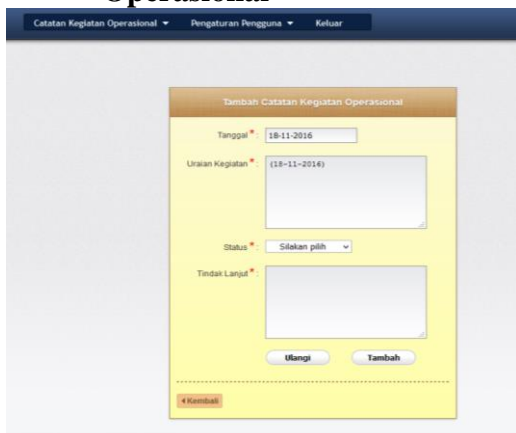 Operasional
Catatan Kegiatan Operasional ▼ Pengaturan Pengguna ▼ Keluar
Tambah Catatan Kegiatan Operasional
Tanggal * : 18-11-2016
Uraian Kegiatan * : (18-11-2016)
Status * : Silakan pilih
Tindak Lanjut * :
Ulangi Tambah
Kembali